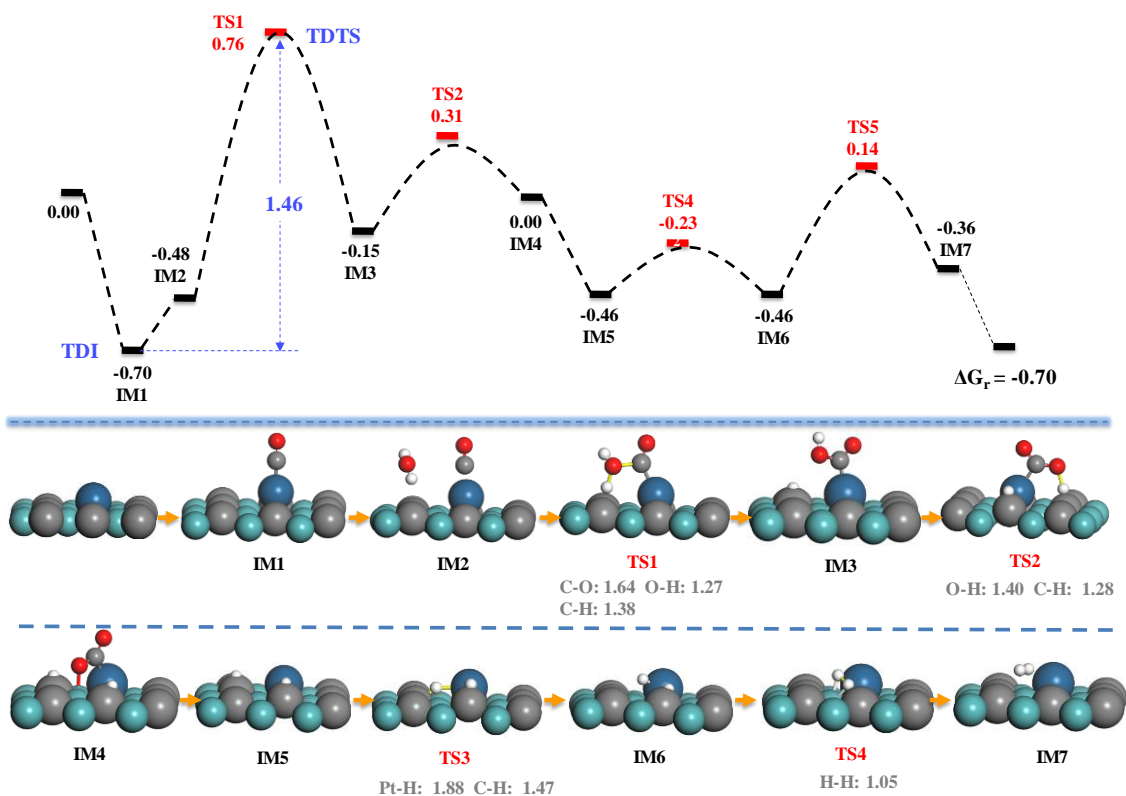 TS1
0.76
TDTS
TS2
0.31
TS5
0.14
TS4
-0.23
2
0.00
1.46
-0.48
IM2
-0.15
IM3
0.00
IM4
-0.36
IM7
TDI
-0.70
IM1
-0.46
IM5
-0.46
IM6
ΔGr = -0.70
IM1
IM2
TS1
IM3
TS2
C-O: 1.64 O-H: 1.27
C-H: 1.38
O-H: 1.40 C-H: 1.28
IM4
IM5
TS3
IM6
TS4
IM7
Pt-H: 1.88 C-H: 1.47
H-H: 1.05